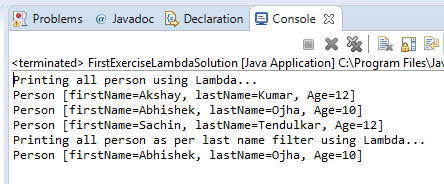 Problems @ Javadoc Declaration Console
<terminated> FirstExerciseLambdaSolution [Java Application] C:\Program Files\Jav
Printing all person using Lambda...
Person [firstName=Akshay, lastName=Kumar, Age=12]
Person [firstName=Abhishek, lastName=Ojha, Age=10]
Person [firstName=Sachin, lastName=Tendulkar, Age=12]
Printing all person as per last name filter using Lambda...
Person [firstName=Abhishek, lastName=Ojha, Age=10]